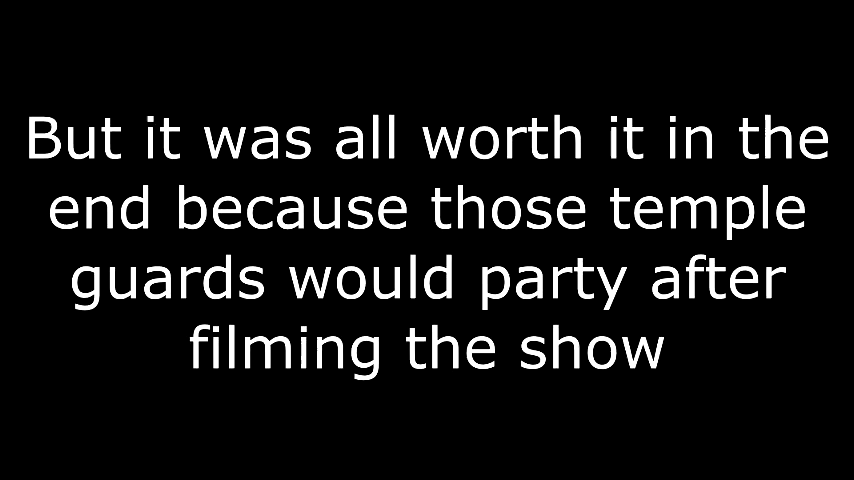 But it was all worth it in the
end because those temple
guards would party after
filming the show